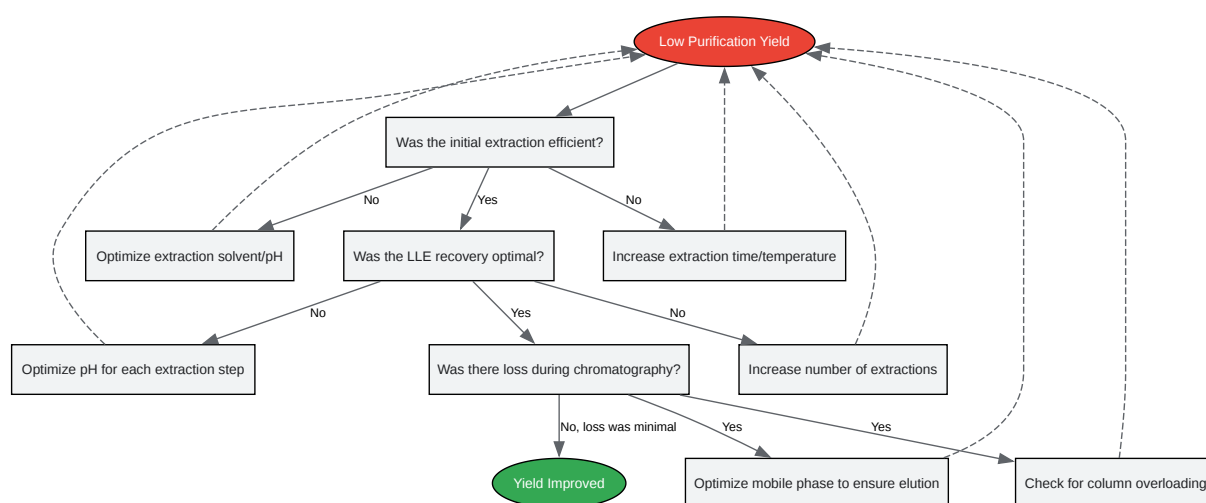 Low Purification Yield
Was the initial extraction efficient?
No
Yes
No
Optimize extraction solvent/pH
Was the LLE recovery optimal?
Increase extraction time/temperature
No
Yes
No
Optimize pH for each extraction step
Was there loss during chromatography?
Increase number of extractions
No, loss was minimal
Yes
Yes
Yield Improved
Optimize mobile phase to ensure elution
Check for column overloading